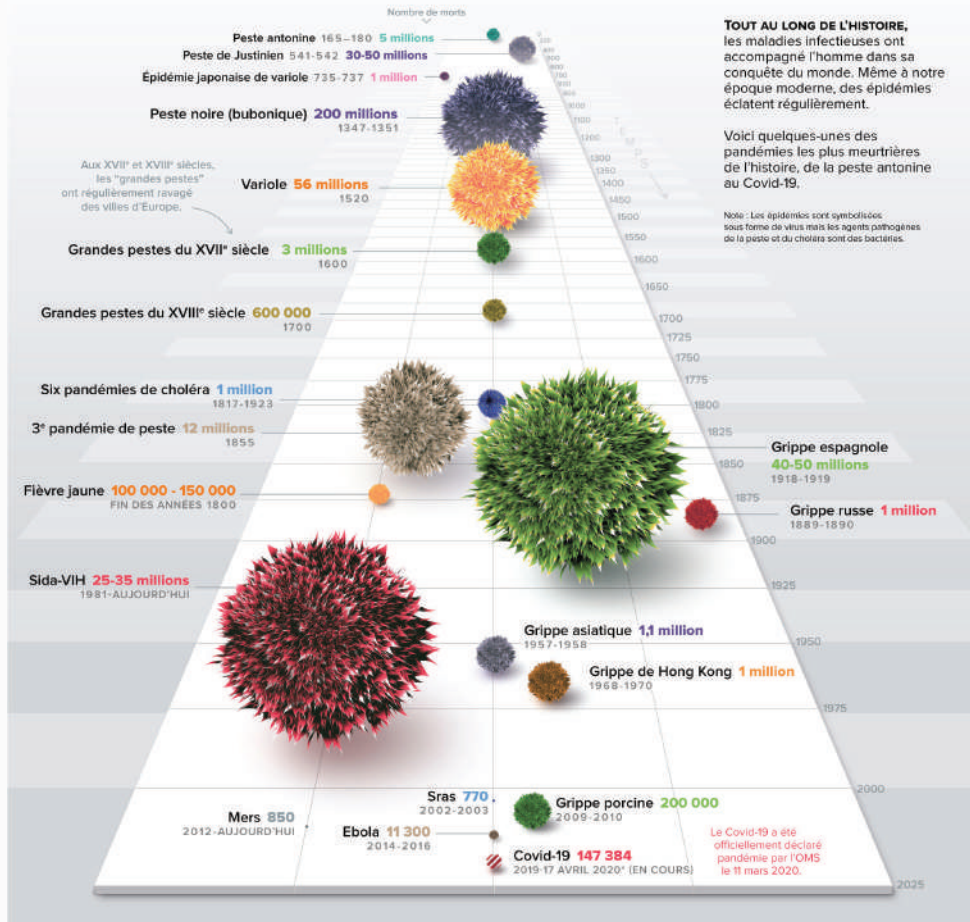 Nombre de morts
Peste antonine 165-180 5 millions
Peste de Justinien 541-542 30-50 millions
Épidémie japonaise de variole 735-737 1 million
Peste noire (bubonique) 200 millions
1347-1351
Aux XVIIe et XVIIIe siècles,
les "grandes pestes"
ont régulièrement ravagé
des villes d'Europe.
Variole 56 millions
1520
Grandes pestes du XVIIe siècle 3 millions
1600
Grandes pestes du XVIIIe siècle 600 000
1700
Six pandémies de choléra 1 million
1817-1923
3e pandémie de peste 12 millions
1855
Fièvre jaune 100 000 - 150 000
FIN DES ANNÉES 1800
Sida-VIH 25-35 millions
1981-AUJOURD'HUI
Grippe espagnole
40-50 millions
1918-1919
Grippe russe 1 million
1889-1890
Grippe asiatique 1,1 million
1957-1958
Grippe de Hong Kong 1 million
1968-1970
Sras 770
2002-2003
Grippe porcine 200 000
2009-2010
Mers 850
2012-AUJOURD'HUI
Ebola 11 300
2014-2016
Covid-19 147 384
2019-17 AVRIL 2020* (EN COURS)
Le Covid-19 a été
officiellement déclaré
pandémie par l'OMS
le 11 mars 2020.
TOUT AU LONG DE L'HISTOIRE,
les maladies infectieuses ont
accompagné l'homme dans sa
conquête du monde. Même à notre
époque moderne, des épidémies
éclatent régulièrement.
Voici quelques-unes des
pandémies les plus meurtrières
de l'histoire, de la peste antonine
au Covid-19.
Note : Les épidémies sont symbolisées
sous forme de virus mais les agents pathogènes
de la peste et du choléra sont des bactéries.
TEMPS
1200
1300
1400
1450
1500
1550
1600
1650
1700
1725
1750
1775
1800
1825
1850
1875
1900
1925
1950
1975
2000
2025